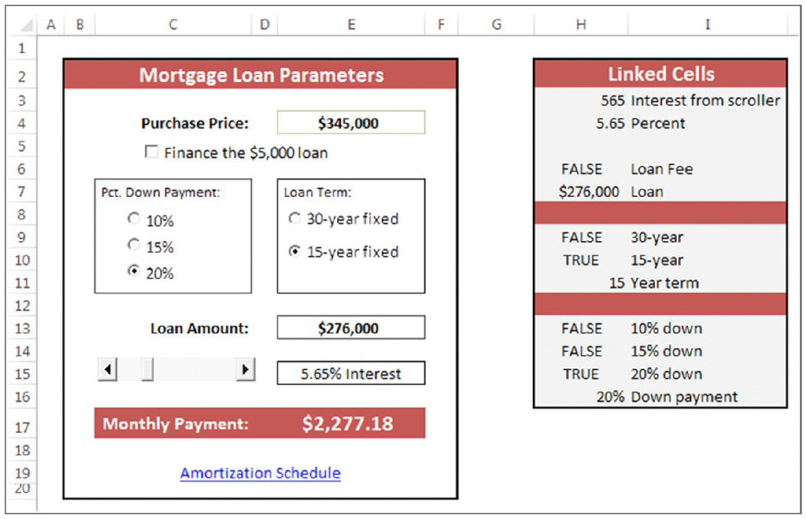 A B C D E F G H I
1
2 Mortgage Loan Parameters Linked Cells
3 565 Interest from scroller
4 Purchase Price: $345,000 5.65 Percent
5 Finance the $5,000 loan
6 FALSE Loan Fee
7 Pct. Down Payment: Loan Term: $276,000 Loan
8 10% 30-year fixed
9 15% FALSE 30-year
10 15-year fixed TRUE 15-year
11 20% 15 Year term
12
13 Loan Amount: $276,000 FALSE 10% down
14 FALSE 15% down
15 5.65% Interest TRUE 20% down
16 20% Down payment
17 Monthly Payment: $2,277.18
18
19 Amortization Schedule
20